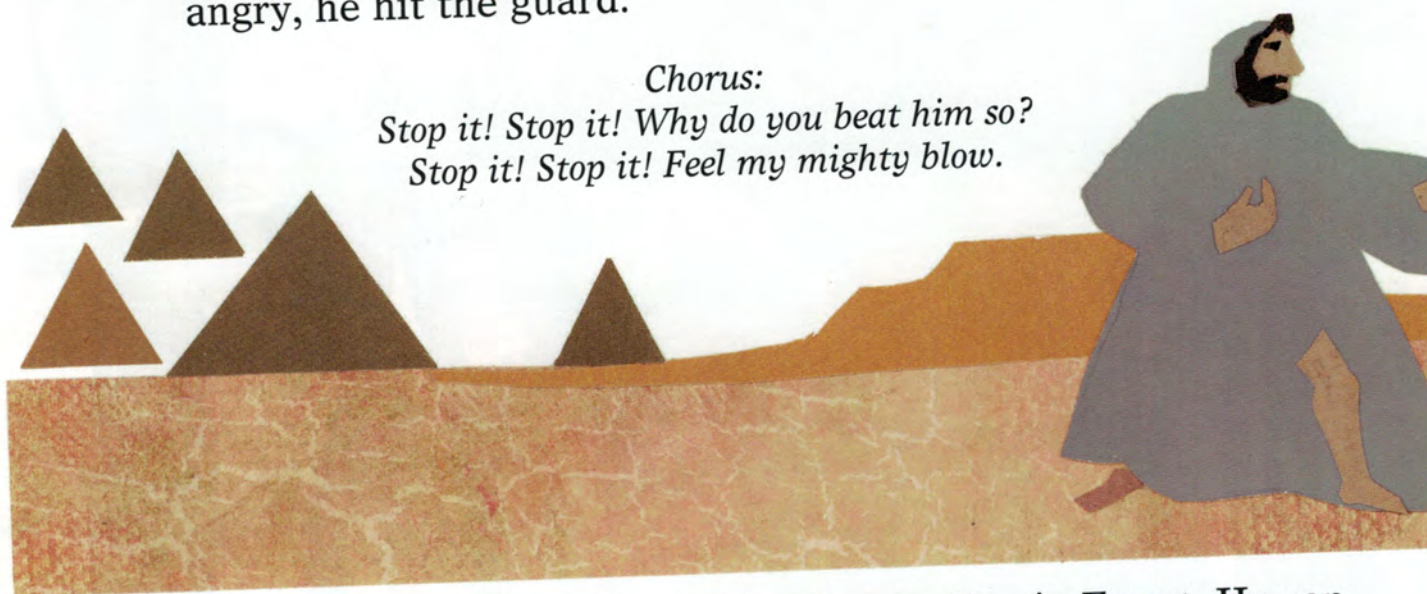 angry, he hit the guard.
Chorus:
Stop it! Stop it! Why do you beat him so?
Stop it! Stop it! Feel my mighty blow.